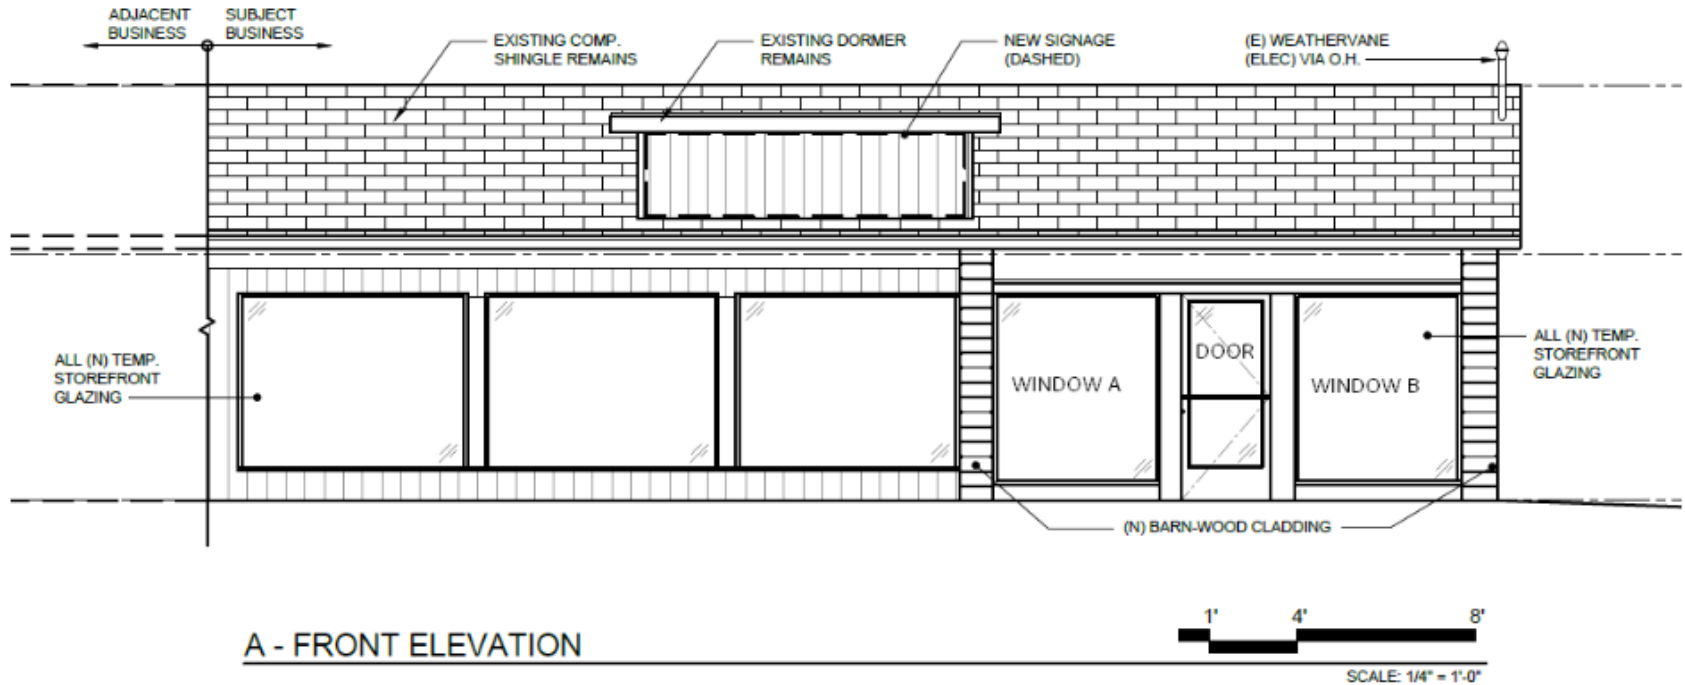 ADJACENT
BUSINESS
SUBJECT
BUSINESS
EXISTING COMP.
SHINGLE REMAINS
EXISTING DORMER
REMAINS
NEW SIGNAGE
(DASHED)
(E) WEATHERVANE
(ELEC) VIA O.H.
ALL (N) TEMP.
STOREFRONT
GLAZING
WINDOW A
DOOR
WINDOW B
ALL (N) TEMP.
STOREFRONT
GLAZING
(N) BARN-WOOD CLADDING
A - FRONT ELEVATION
1' 4' 8'
SCALE: 1/4" = 1'-0"